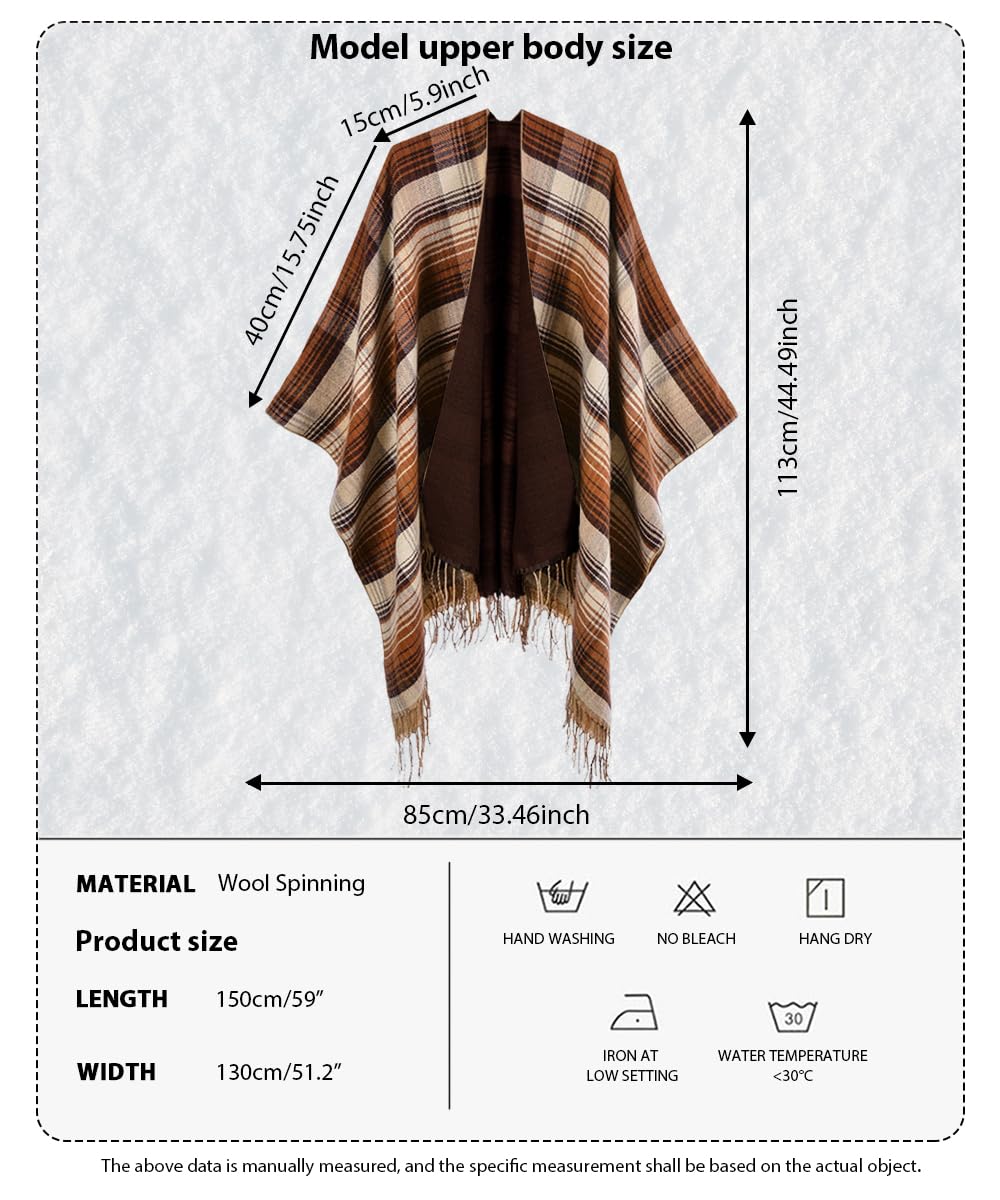 Model upper body size
15cm/5.9inch
40cm/15.75inch
113cm/44.49inch
85cm/33.46inch
MATERIAL Wool Spinning
Product size
LENGTH 150cm/59”
WIDTH 130cm/51.2”
HAND WASHING
NO BLEACH
HANG DRY
IRON AT
LOW SETTING
30
WATER TEMPERATURE
<30°C
The above data is manually measured, and the specific measurement shall be based on the actual object.